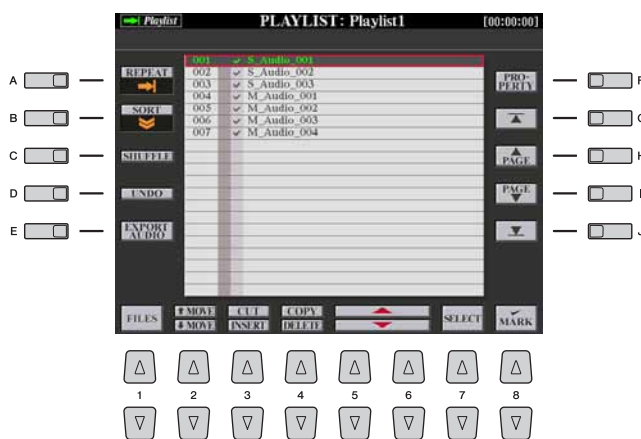 Playlist PLAYLIST: Playlist1 [00:00:00]
001 ✓ S_Audio_001
002 ✓ S_Audio_002
003 ✓ S_Audio_003
004 ✓ M_Audio_001
005 ✓ M_Audio_002
006 ✓ M_Audio_003
007 ✓ M_Audio_004
A
REPEAT
B
SORT
C
SHUFFLE
D
UNDO
E
EXPORT
AUDIO
PRO-
PERTY
PAGE
H
PAGE
J
FILES
MOVE CUT COPY
MOVE INSERT DELETE
SELECT
MARK
1 2 3 4 5 6 7 8